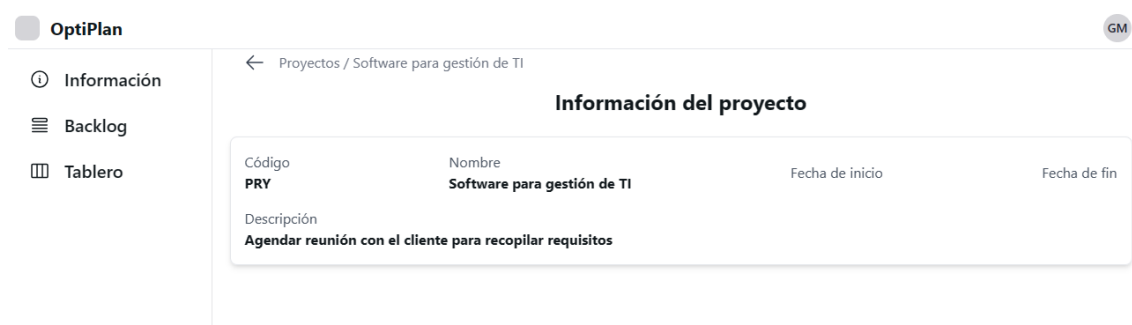 OptiPlan
GM
Información
Backlog
Tablero
Proyectos / Software para gestión de TI
Información del proyecto
Código
PRY
Nombre
Software para gestión de TI
Fecha de inicio
Fecha de fin
Descripción
Agendar reunión con el cliente para recopilar requisitos